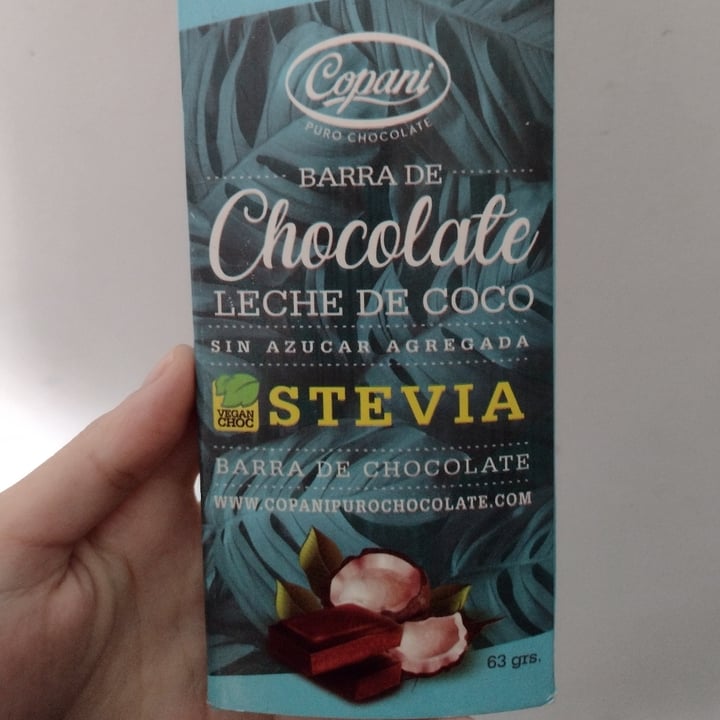 Copani
PURO CHOCOLATE
BARRA DE
Chocolate
LECHE DE COCO
SIN AZUCAR AGREGADA
VEGAN
CHOC
STEVIA
BARRA DE CHOCOLATE
WWW.COPANIPUROCHOCOLATE.COM
63 grs.